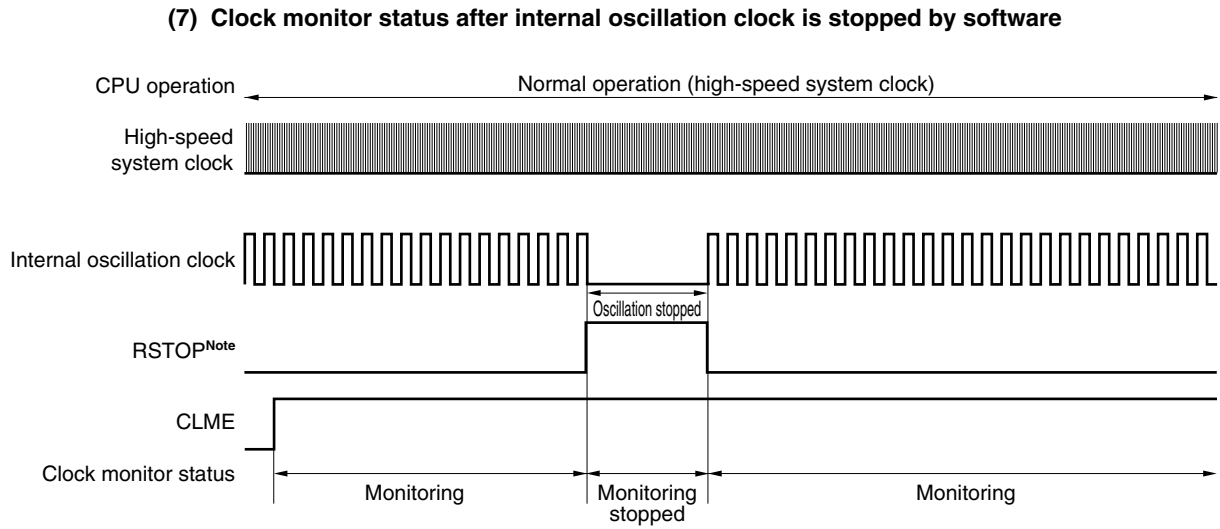 (7) Clock monitor status after internal oscillation clock is stopped by software
CPU operation
Normal operation (high-speed system clock)
High-speed
system clock
Internal oscillation clock
Oscillation stopped
RSTOPNote
CLME
Clock monitor status
Monitoring
Monitoring
stopped
Monitoring